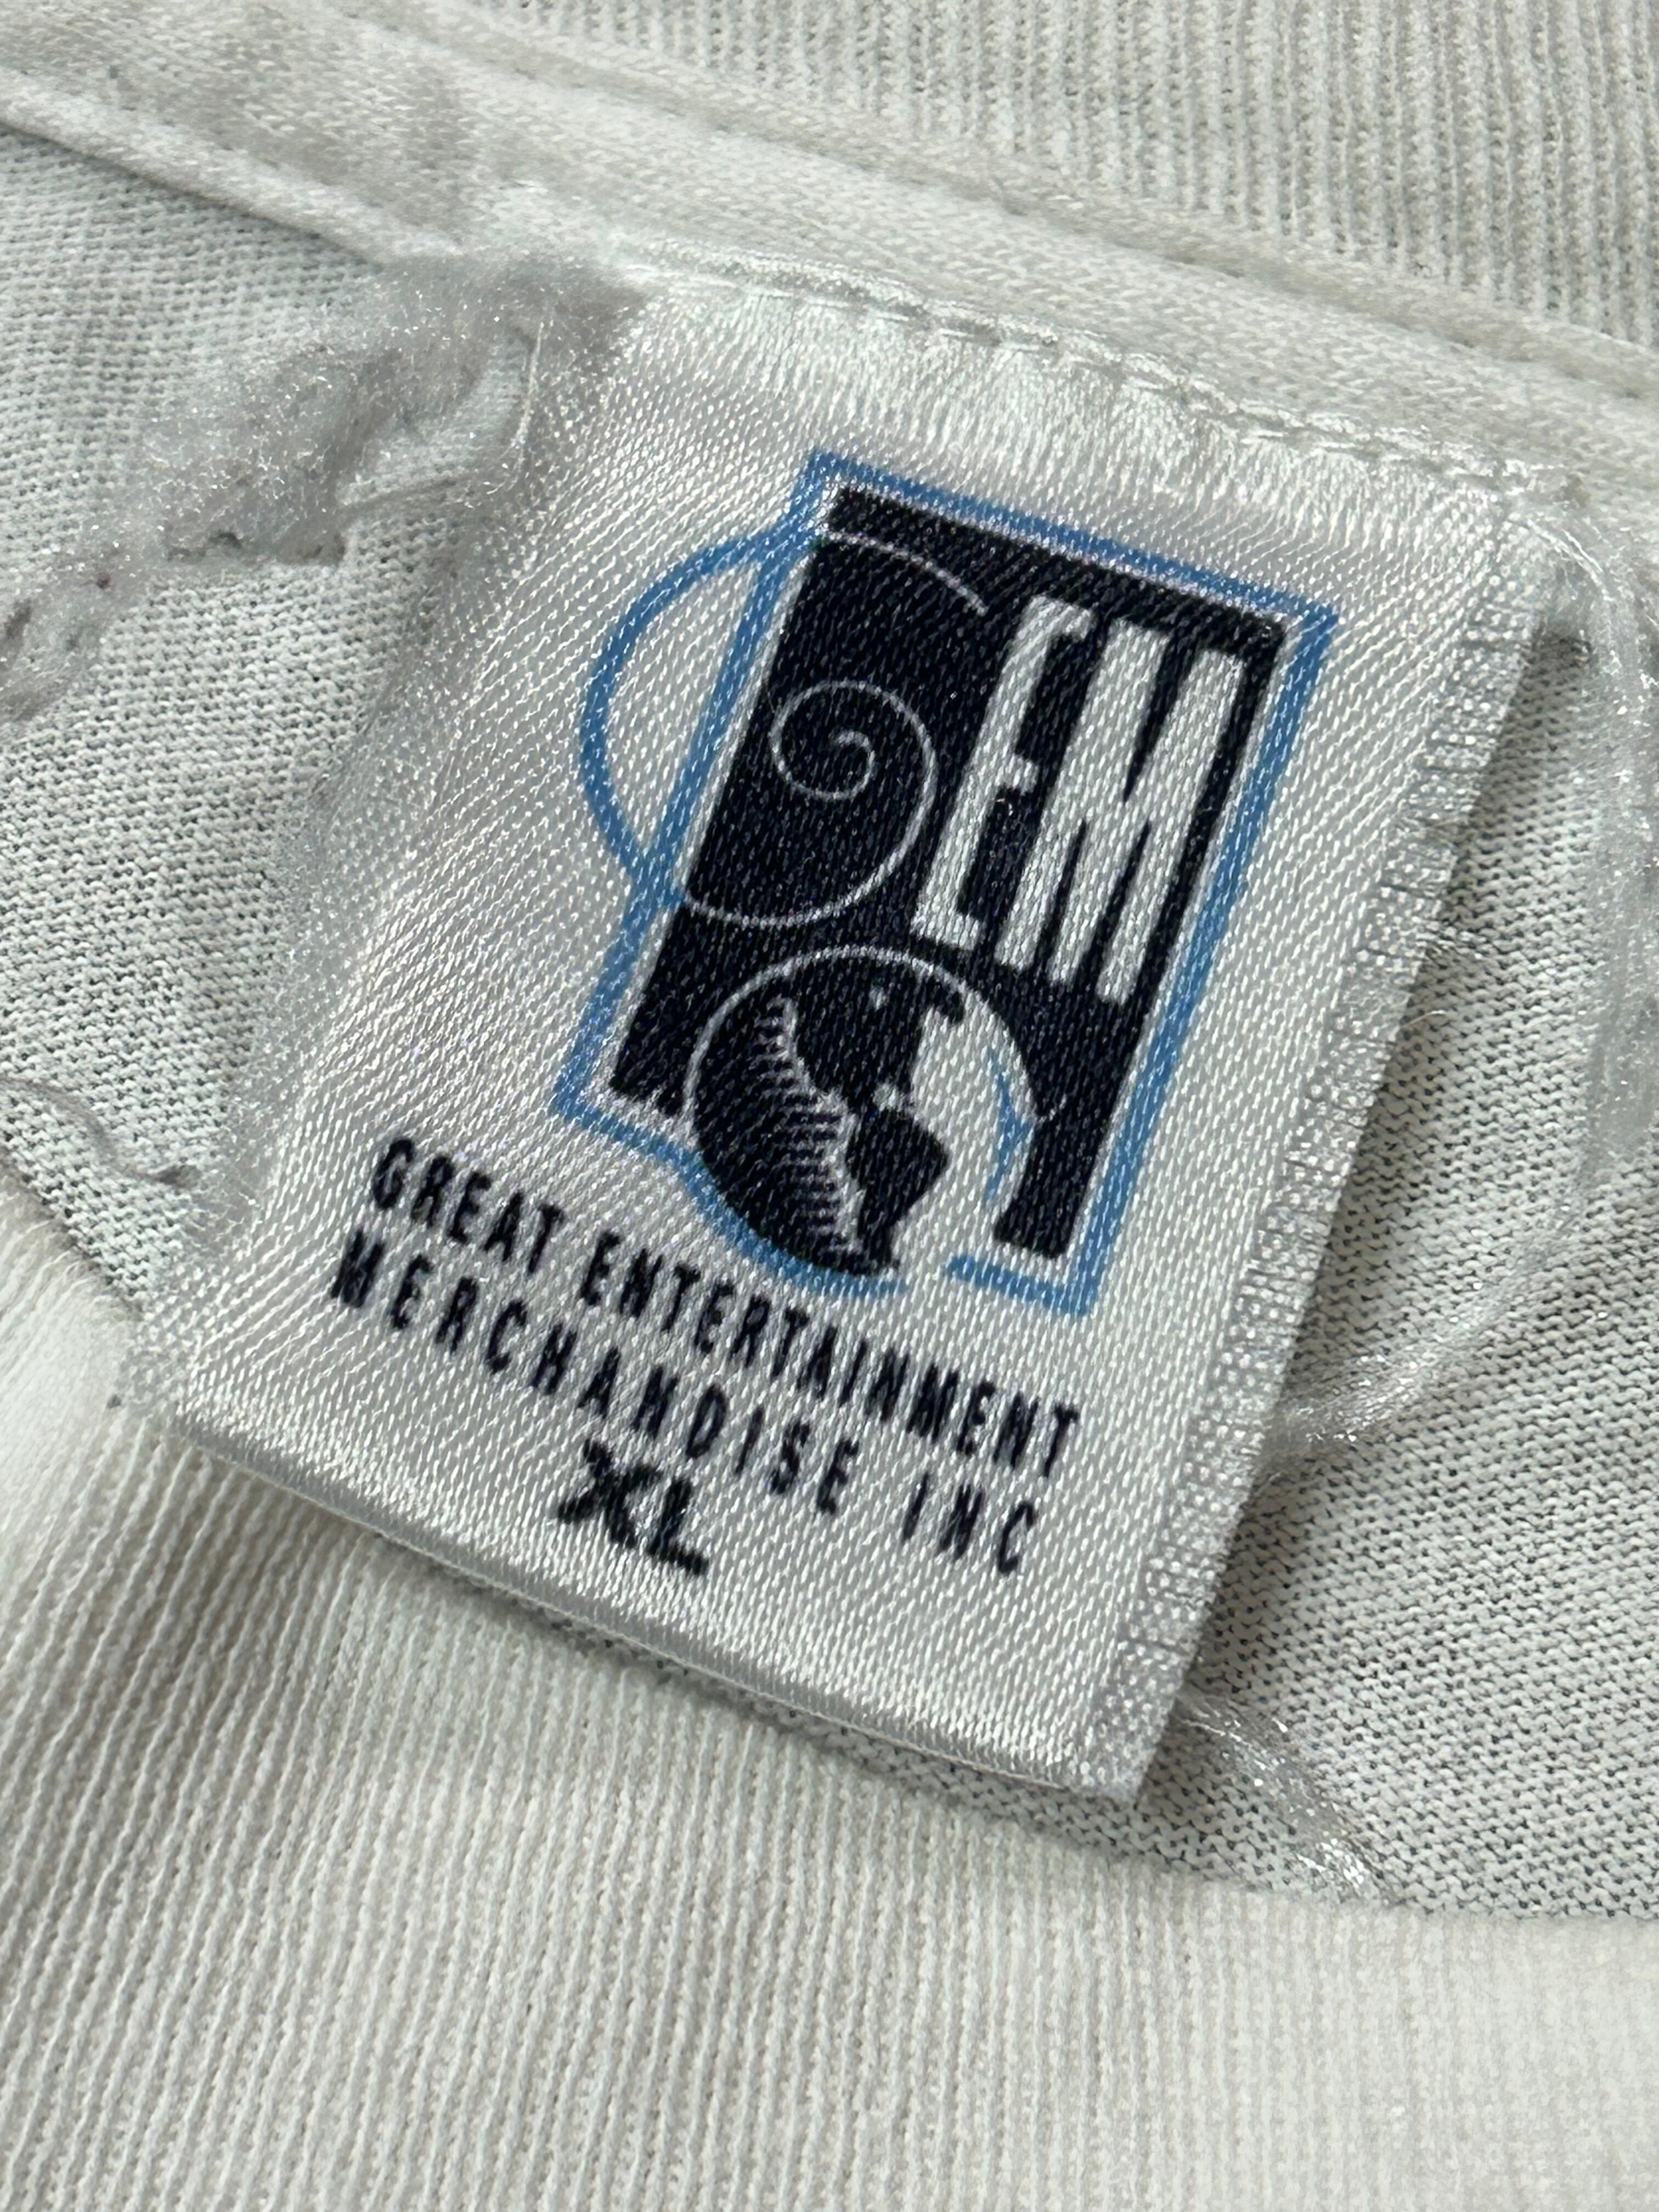 GEM
GREAT ENTERTAINMENT
MERCHANDISE INC
XL